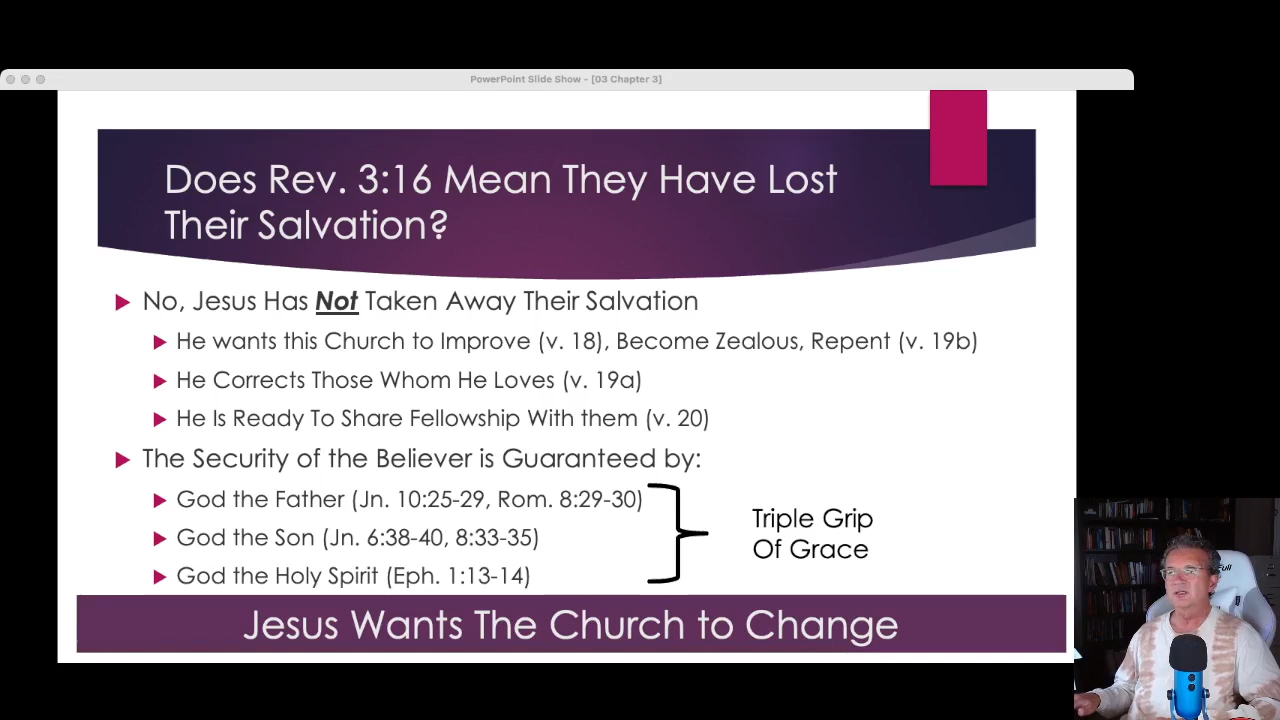 PowerPoint Slide Show - [03 Chapter 3]
Does Rev. 3:16 Mean They Have Lost
Their Salvation?
No, Jesus Has Not Taken Away Their Salvation
He wants this Church to Improve (v. 18), Become Zealous, Repent (v. 19b)
He Corrects Those Whom He Loves (v. 19a)
He Is Ready To Share Fellowship With them (v. 20)
The Security of the Believer is Guaranteed by:
God the Father (Jn. 10:25-29, Rom. 8:29-30)
God the Son (Jn. 6:38-40, 8:33-35)
God the Holy Spirit (Eph. 1:13-14)
Triple Grip
Of Grace
Jesus Wants The Church to Change